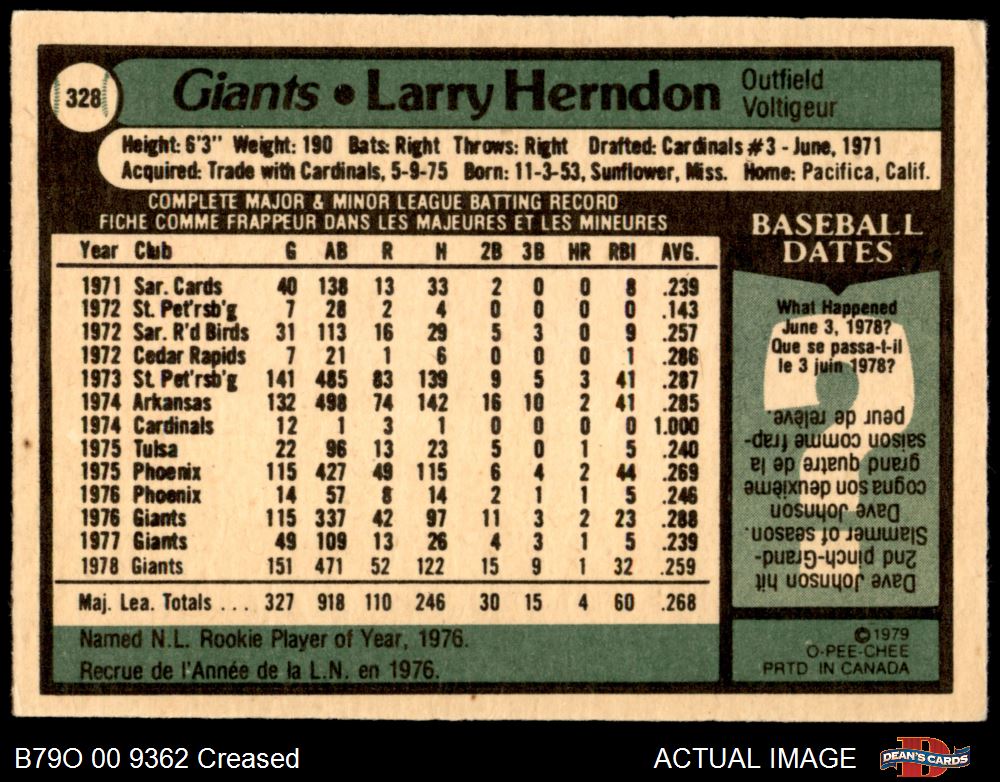 328
Giants • Larry Herndon
Outfield
Voltigeur
Height: 6'3" Weight: 190 Bats: Right Throws: Right Drafted: Cardinals #3 - June, 1971
Acquired: Trade with Cardinals, 5-9-75 Born: 11-3-53, Sunflower, Miss. Home: Pacifica, Calif.
COMPLETE MAJOR & MINOR LEAGUE BATTING RECORD
FICHE COMME FRAPPEUR DANS LES MAJEURES ET LES MINEURES
Year Club G AB R H 2B 3B HR RBI AVG.
1971 Sar. Cards 40 138 13 33 2 0 0 8 .239
1972 St. Pet'rsb'g 7 28 2 4 0 0 0 0 .143
1972 Sar. R'd Birds 31 113 16 29 5 3 0 9 .257
1972 Cedar Rapids 7 21 1 6 0 0 0 1 .286
1973 St. Pet'rsb'g 141 485 83 139 9 5 3 41 .287
1974 Arkansas 132 498 74 142 16 10 2 41 .285
1974 Cardinals 12 1 3 1 0 0 0 0 1.000
1975 Tulsa 22 96 13 23 5 0 1 5 .240
1975 Phoenix 115 427 49 115 6 4 2 44 .269
1976 Phoenix 14 57 8 14 2 1 1 5 .246
1976 Giants 115 337 42 97 11 3 2 23 .288
1977 Giants 49 109 13 26 4 3 1 5 .239
1978 Giants 151 471 52 122 15 9 1 32 .259
Maj. Lea. Totals . . . 327 918 110 246 30 15 4 60 .268
Named N.L. Rookie Player of Year, 1976.
Recrue de l'Année de la L.N. en 1976.
BASEBALL
DATES
What Happened
June 3, 1978?
Que se passa-t-il
le 3 juin 1978?
Dave Johnson hit
2nd pinch-Grand-
Slammer of season.
Dave Johnson
cogna son deuxième
grand quatre de la
saison comme frap-
peur de relève.
©1979
O-PEE-CHEE
PRTD IN CANADA
B79O 00 9362 Creased
ACTUAL IMAGE
DEAN'S CARDS